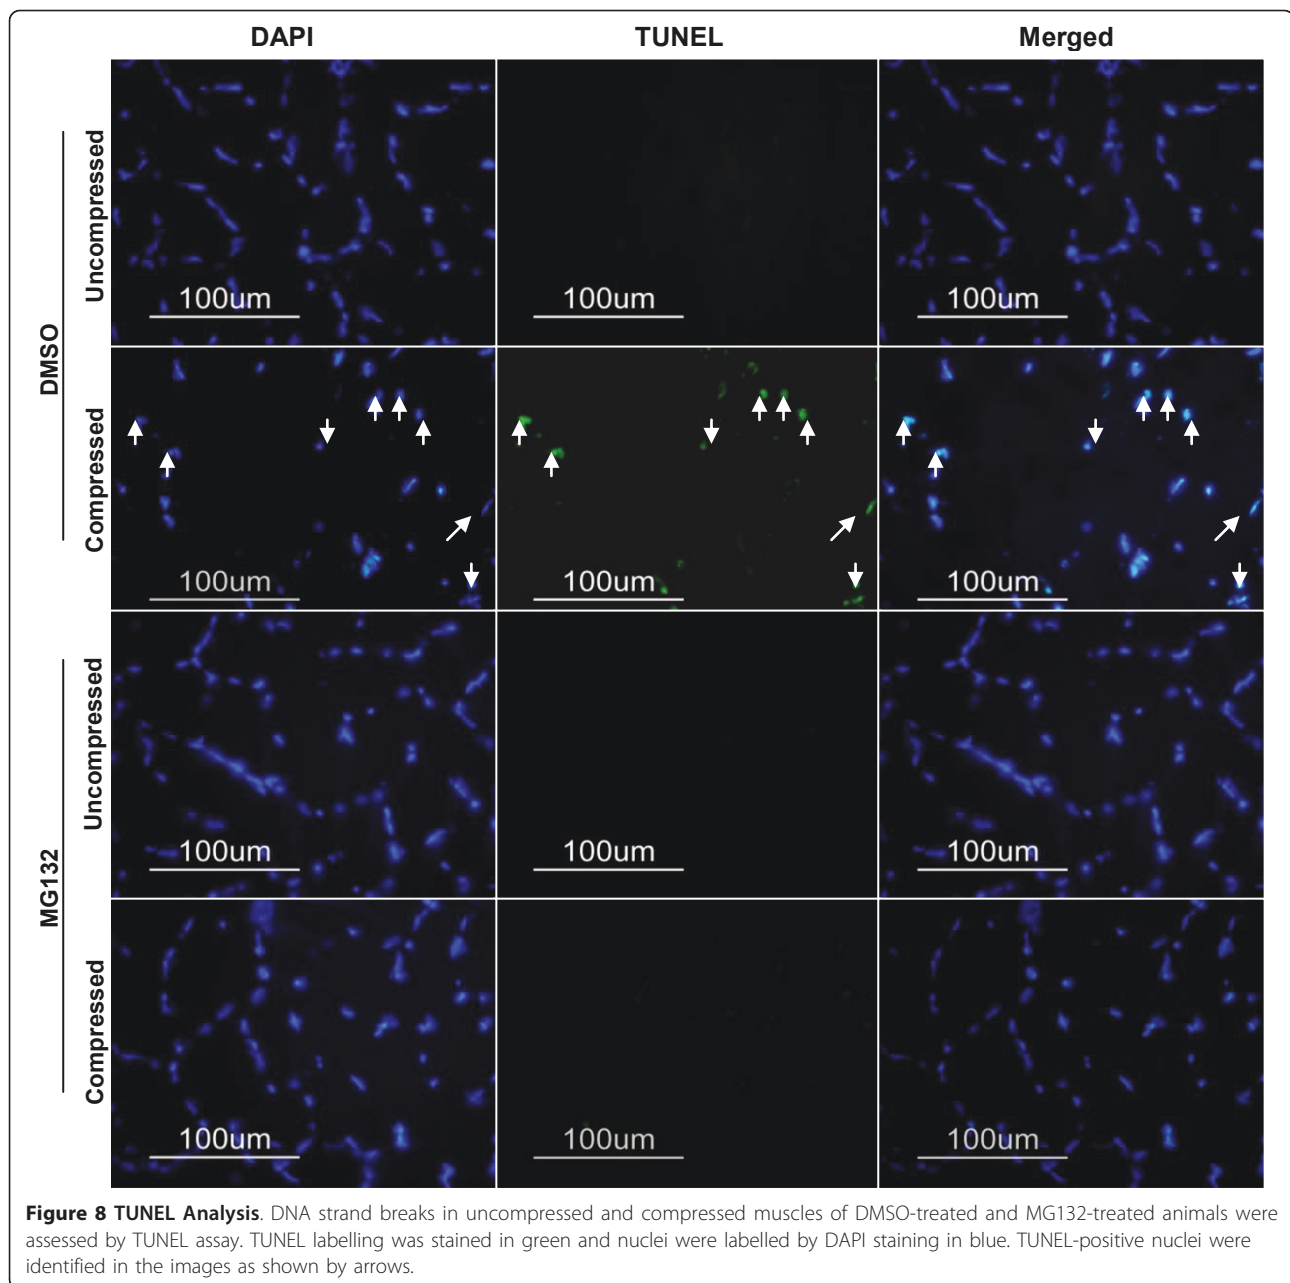 DAPI TUNEL Merged
DMSO
Uncompressed
100um 100um 100um
Compressed
100um 100um 100um
MG132
Uncompressed
100um 100um 100um
Compressed
100um 100um 100um
Figure 8 TUNEL Analysis. DNA strand breaks in uncompressed and compressed muscles of DMSO-treated and MG132-treated animals were
assessed by TUNEL assay. TUNEL labelling was stained in green and nuclei were labelled by DAPI staining in blue. TUNEL-positive nuclei were
identified in the images as shown by arrows.